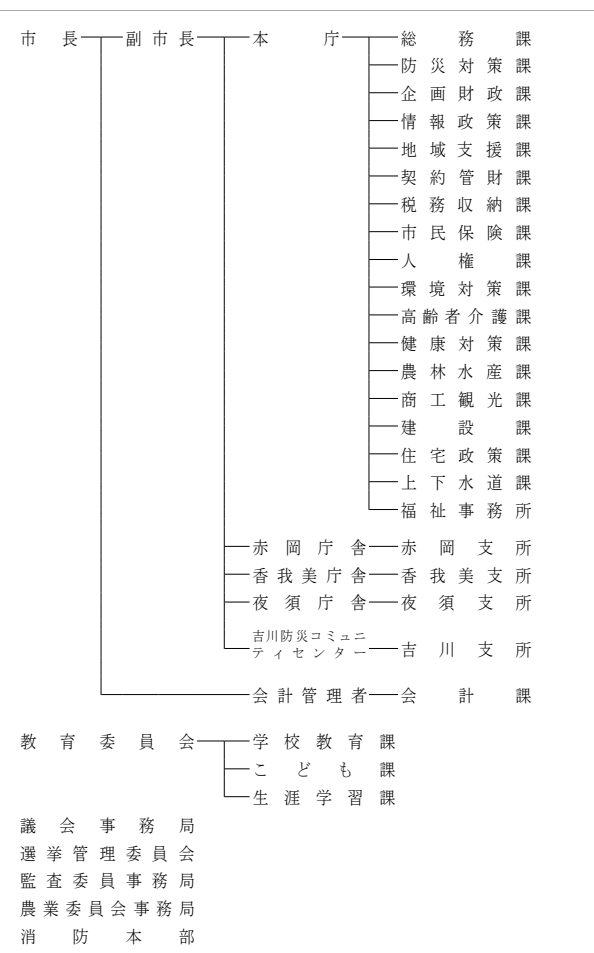 市長 副市長 本庁 総務課
防災対策課
企画財政課
情報政策課
地域支援課
契約管財課
税務収納課
市民保険課
人権課
環境対策課
高齢者介護課
健康対策課
農林水産課
商工観光課
建設課
住宅政策課
上下水道課
福祉事務所
赤岡庁舎 赤岡支所
香我美庁舎 香我美支所
夜須庁舎 夜須支所
吉川防災コミュニ
ティセンター 吉川支所
会計管理者 会計課
教育委員会 学校教育課
こども課
生涯学習課
議会事務局
選挙管理委員会
監査委員事務局
農業委員会事務局
消防本部